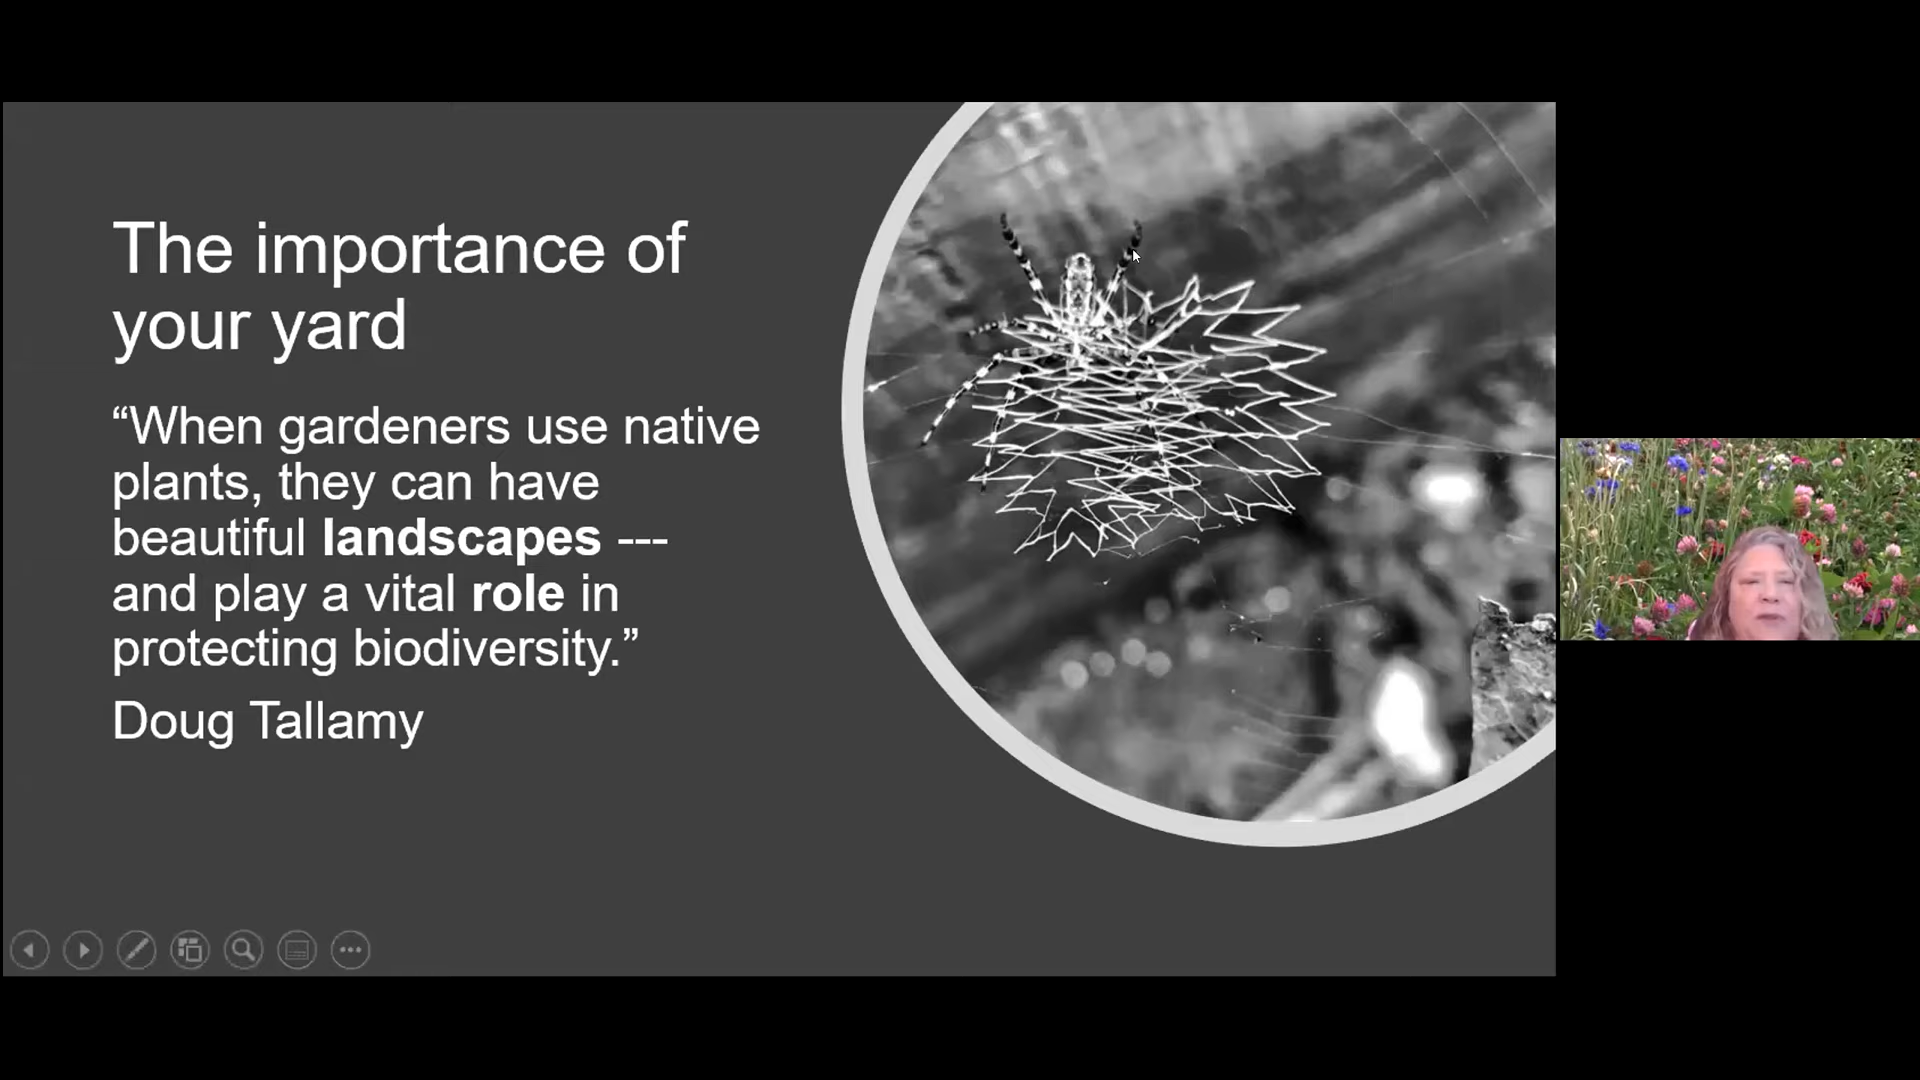 The importance of
your yard
“When gardeners use native
plants, they can have
beautiful landscapes ---
and play a vital role in
protecting biodiversity.”
Doug Tallamy